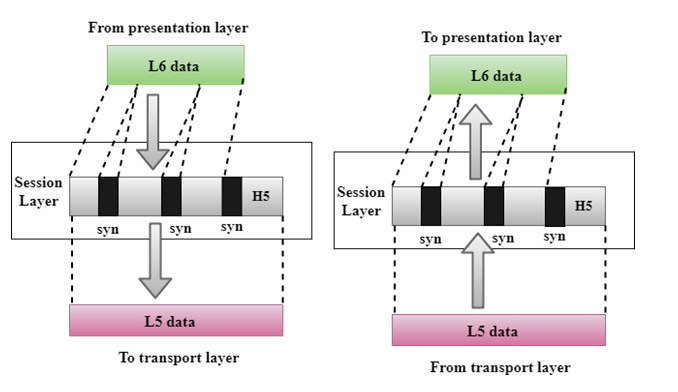 From presentation layer
L6 data
Session
Layer
H5
syn
syn
syn
L5 data
To transport layer
To presentation layer
L6 data
Session
Layer
H5
syn
syn
syn
L5 data
From transport layer